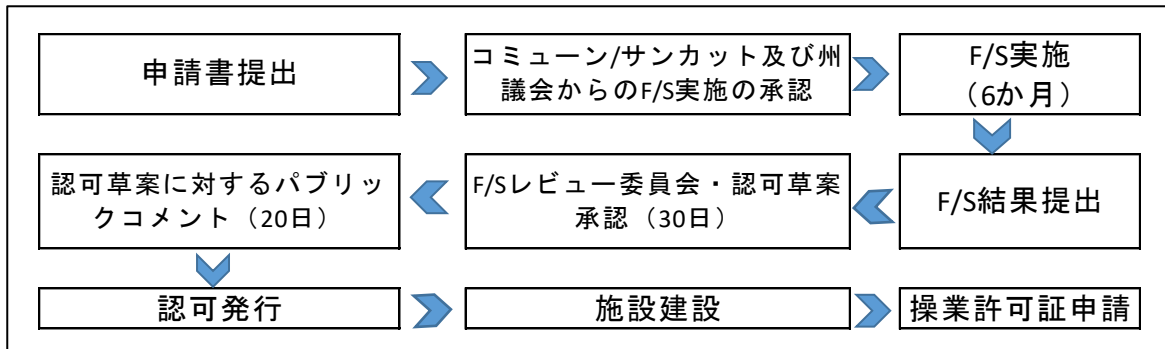 申請書提出
コミューン/サンカット及び州
議会からのF/S実施の承認
F/S実施
（6か月）
F/S結果提出
F/Sレビュー委員会・認可草案
承認（30日）
認可草案に対するパブリッ
クコメント（20日）
認可発行
施設建設
操業許可証申請